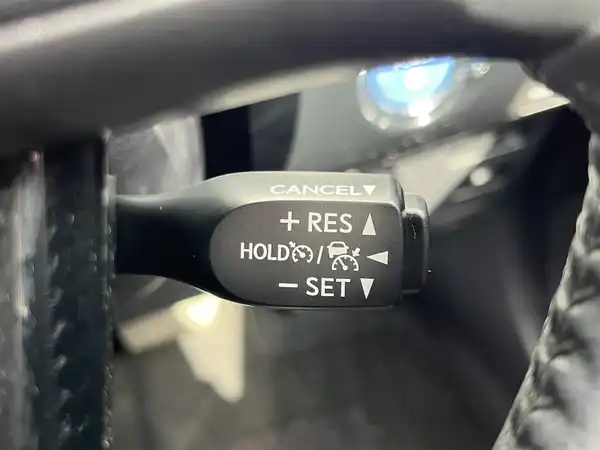 CANCEL▼
+ RES ▲
HOLD / ◀
− SET ▼